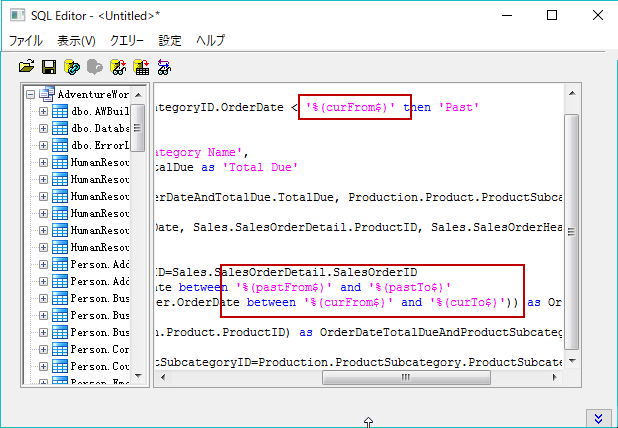 SQL Editor - <Untitled>*
ファイル 表示(V) クエリー 設定 ヘルプ
AdventureWor
dbo.AWBuil
dbo.Databa
dbo.ErrorL
HumanResou
HumanResou
HumanResou
HumanResou
HumanResou
HumanResou
Person.Add
Person.Add
Person.Bus
Person.Bus
Person.Bus
Person.Con
Person.Cou
Person.Ema
ategoryID.OrderDate < '%(curFrom$)' then 'Past'
ategory Name',
talDue as 'Total Due'
erDateAndTotalDue.TotalDue, Production.Product.ProductSubca
Date, Sales.SalesOrderDetail.ProductID, Sales.SalesOrderHea
ID=Sales.SalesOrderDetail.SalesOrderID
ate between '%(pastFrom$)' and '%(pastTo$)'
er.OrderDate between '%(curFrom$)' and '%(curTo$)')) as Or
n.Product.ProductID) as OrderDateTotalDueAndProductSubcateg
ctSubcategoryID=Production.ProductSubcategory.ProductSubcate